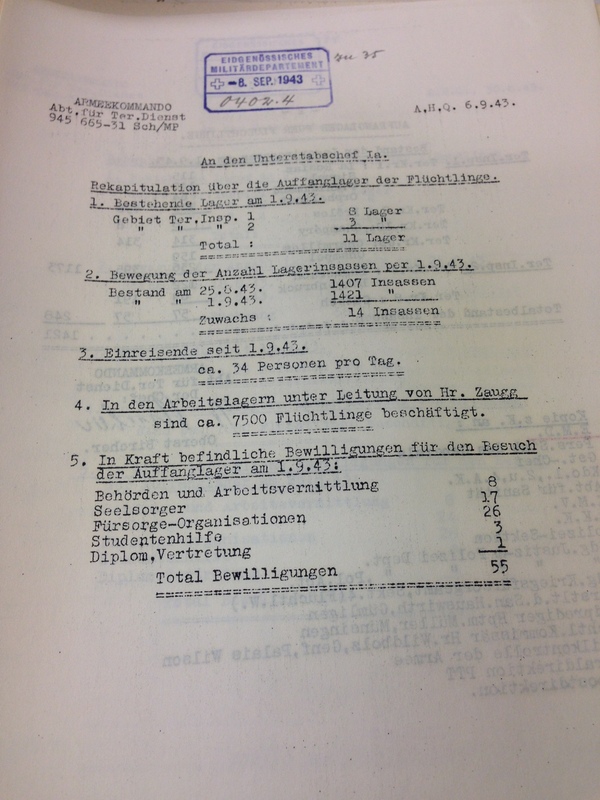 EIDGENÖSSISCHES
MILITÄRDEPARTEMENT
-8. SEP. 1943
0402.4
zu 35
ARMEEKOMMANDO
Abt. für Ter.Dienst
945 665-31 Sch/MP
A.H.Q. 6.9.43.
An den Unterstabschef Ia.
Rekapitulation über die Auffanglager der Flüchtlinge.
1. Bestehende Lager am 1.9.43.
Gebiet Ter.Insp. 1 8 Lager
" " " 2 3 "
Total : 11 Lager
2. Bewegung der Anzahl Lagerinsassen per 1.9.43.
Bestand am 25.8.43. 1407 Insassen
" " 1.9.43. 1421 "
Zuwachs : 14 Insassen
3. Einreisende seit 1.9.43.
ca. 34 Personen pro Tag.
4. In den Arbeitslagern unter Leitung von Hr. Zaugg
sind ca. 7500 Flüchtlinge beschäftigt.
5. In Kraft befindliche Bewilligungen für den Besuch
der Auffanglager am 1.9.43:
Behörden und Arbeitsvermittlung 8
Seelsorger 17
Fürsorge-Organisationen 26
Studentenhilfe 3
Diplom.Vertretung 1
Total Bewilligungen 55